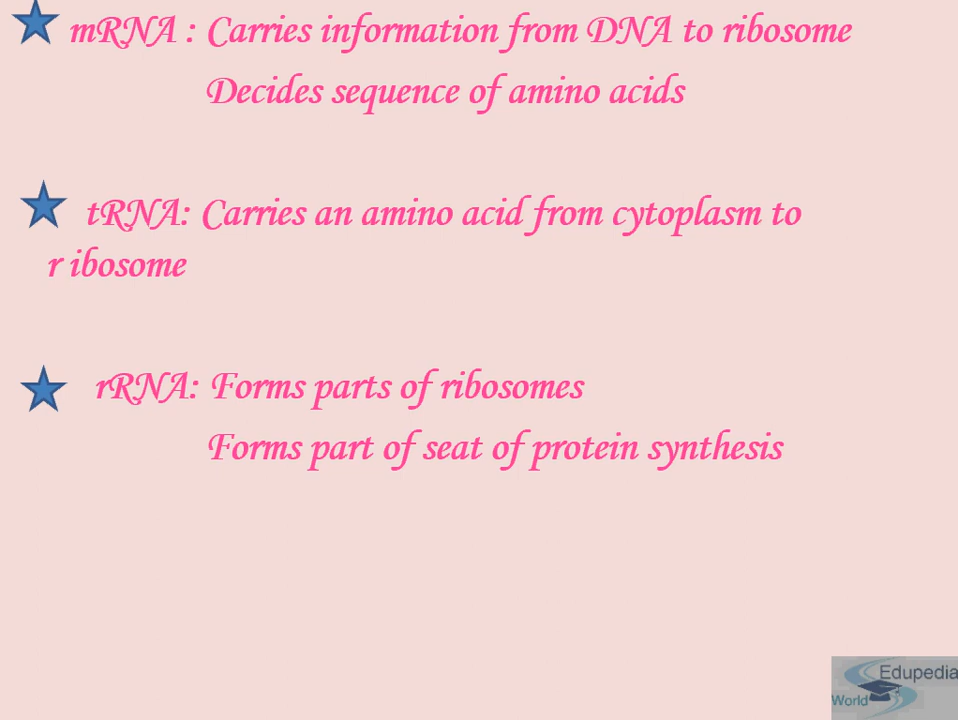 mRNA : Carries information from DNA to ribosome
Decides sequence of amino acids
tRNA: Carries an amino acid from cytoplasm to
r ibosome
rRNA: Forms parts of ribosomes
Forms part of seat of protein synthesis
Edupedia
World